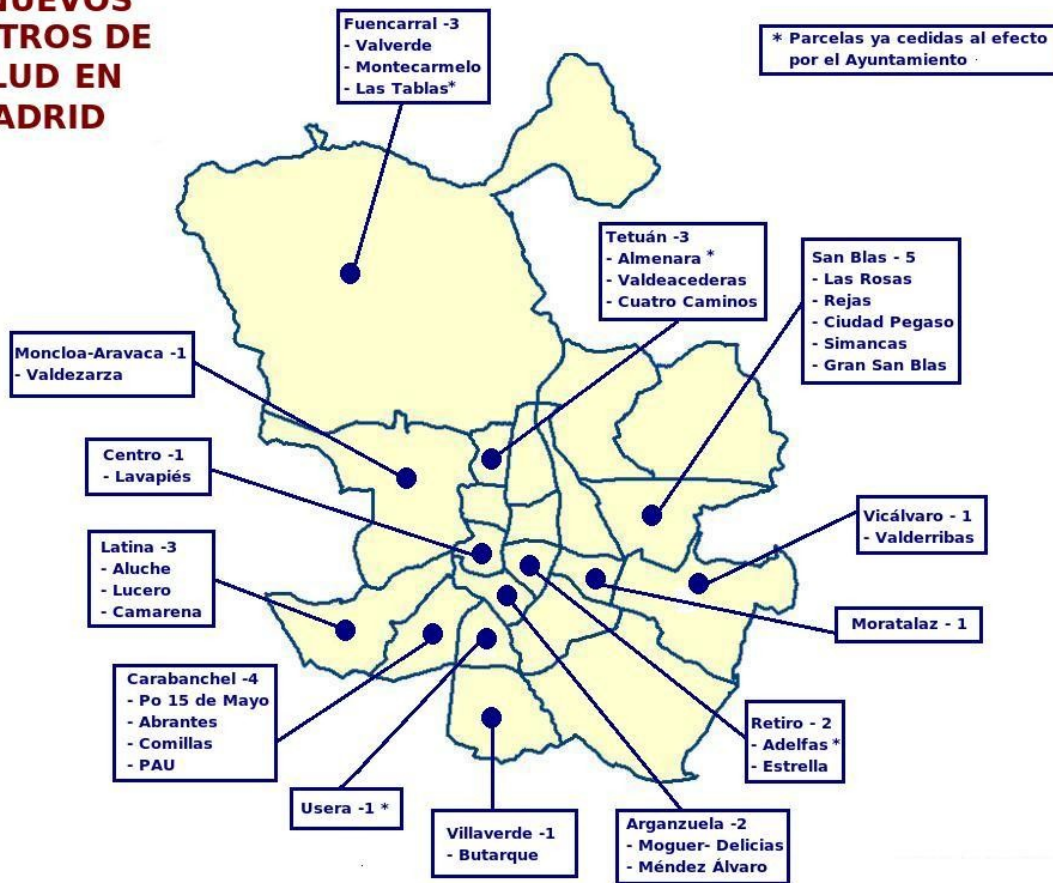 NUEVOS
TROS DE
LUD EN
ADRID
Fuencarral -3
- Valverde
- Montecarmelo
- Las Tablas*
* Parcelas ya cedidas al efecto
por el Ayuntamiento
Tetuán -3
- Almenara *
- Valdeacederas
- Cuatro Caminos
San Blas - 5
- Las Rosas
- Rejas
- Ciudad Pegaso
- Simancas
- Gran San Blas
Moncloa-Aravaca -1
- Valdezarza
Centro -1
- Lavapiés
Latina -3
- Aluche
- Lucero
- Camarena
Vicálvaro - 1
- Valderribas
Moratalaz - 1
Carabanchel -4
- Po 15 de Mayo
- Abrantes
- Comillas
- PAU
Retiro - 2
- Adelfas *
- Estrella
Usera -1 *
Villaverde -1
- Butarque
Arganzuela -2
- Moguer- Delicias
- Méndez Álvaro